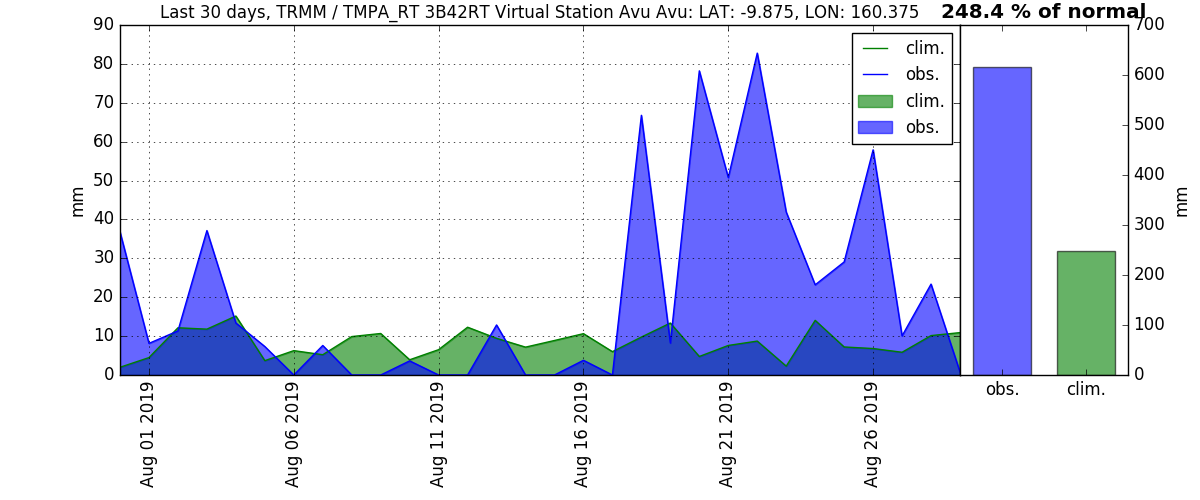 Last 30 days, TRMM / TMPA_RT 3B42RT Virtual Station Avu Avu: LAT: -9.875, LON: 160.375
248.4 % of normal
90
80
70
60
50
40
30
20
10
0
mm
clim.
obs.
clim.
obs.
Aug 01 2019
Aug 06 2019
Aug 11 2019
Aug 16 2019
Aug 21 2019
Aug 26 2019
700
600
500
400
300
200
100
0
mm
obs.
clim.